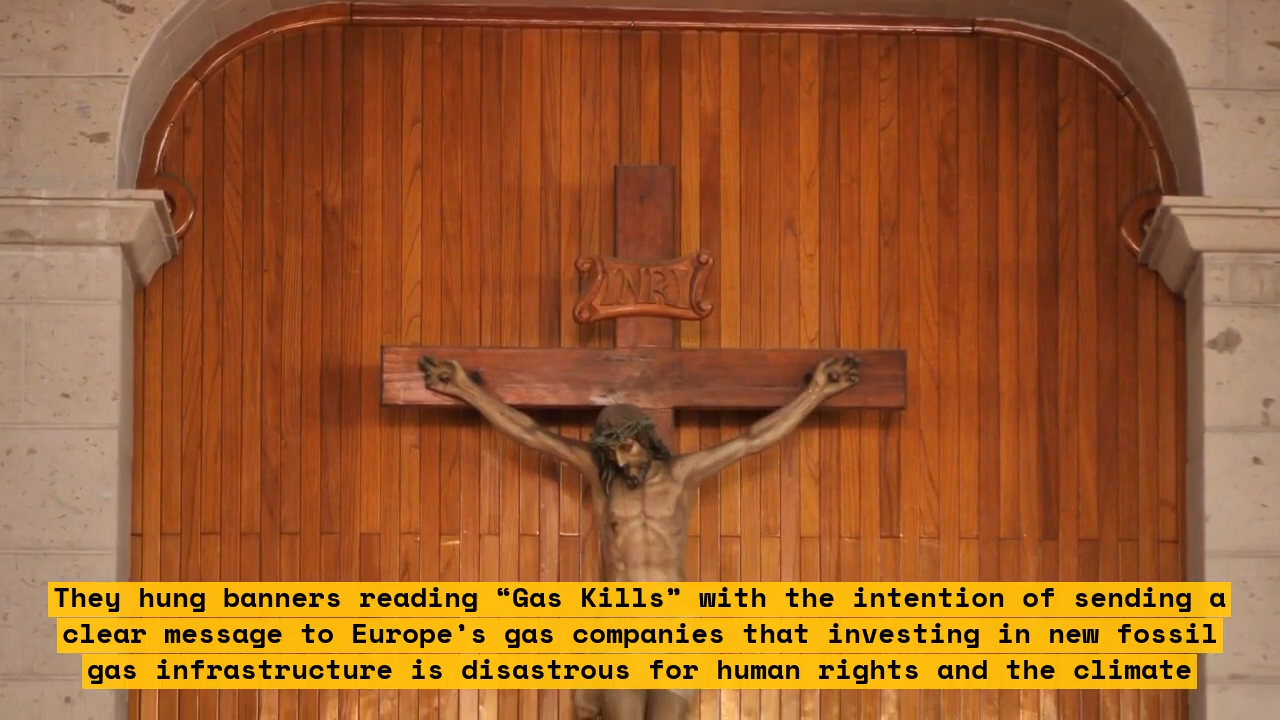 INRI
They hung banners reading “Gas Kills” with the intention of sending a
clear message to Europe’s gas companies that investing in new fossil
gas infrastructure is disastrous for human rights and the climate